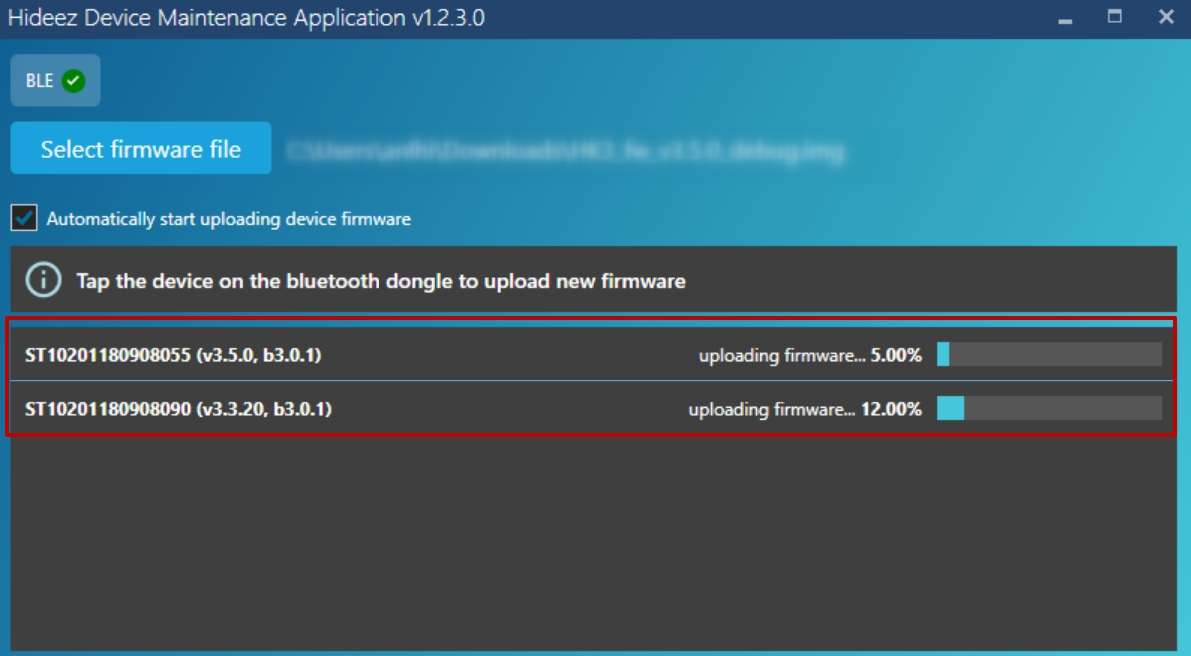 Hideez Device Maintenance Application v1.2.3.0
BLE
Select firmware file
Automatically start uploading device firmware
Tap the device on the bluetooth dongle to upload new firmware
ST10201180908055 (v3.5.0, b3.0.1) uploading firmware... 5.00%
ST10201180908090 (v3.3.20, b3.0.1) uploading firmware... 12.00%